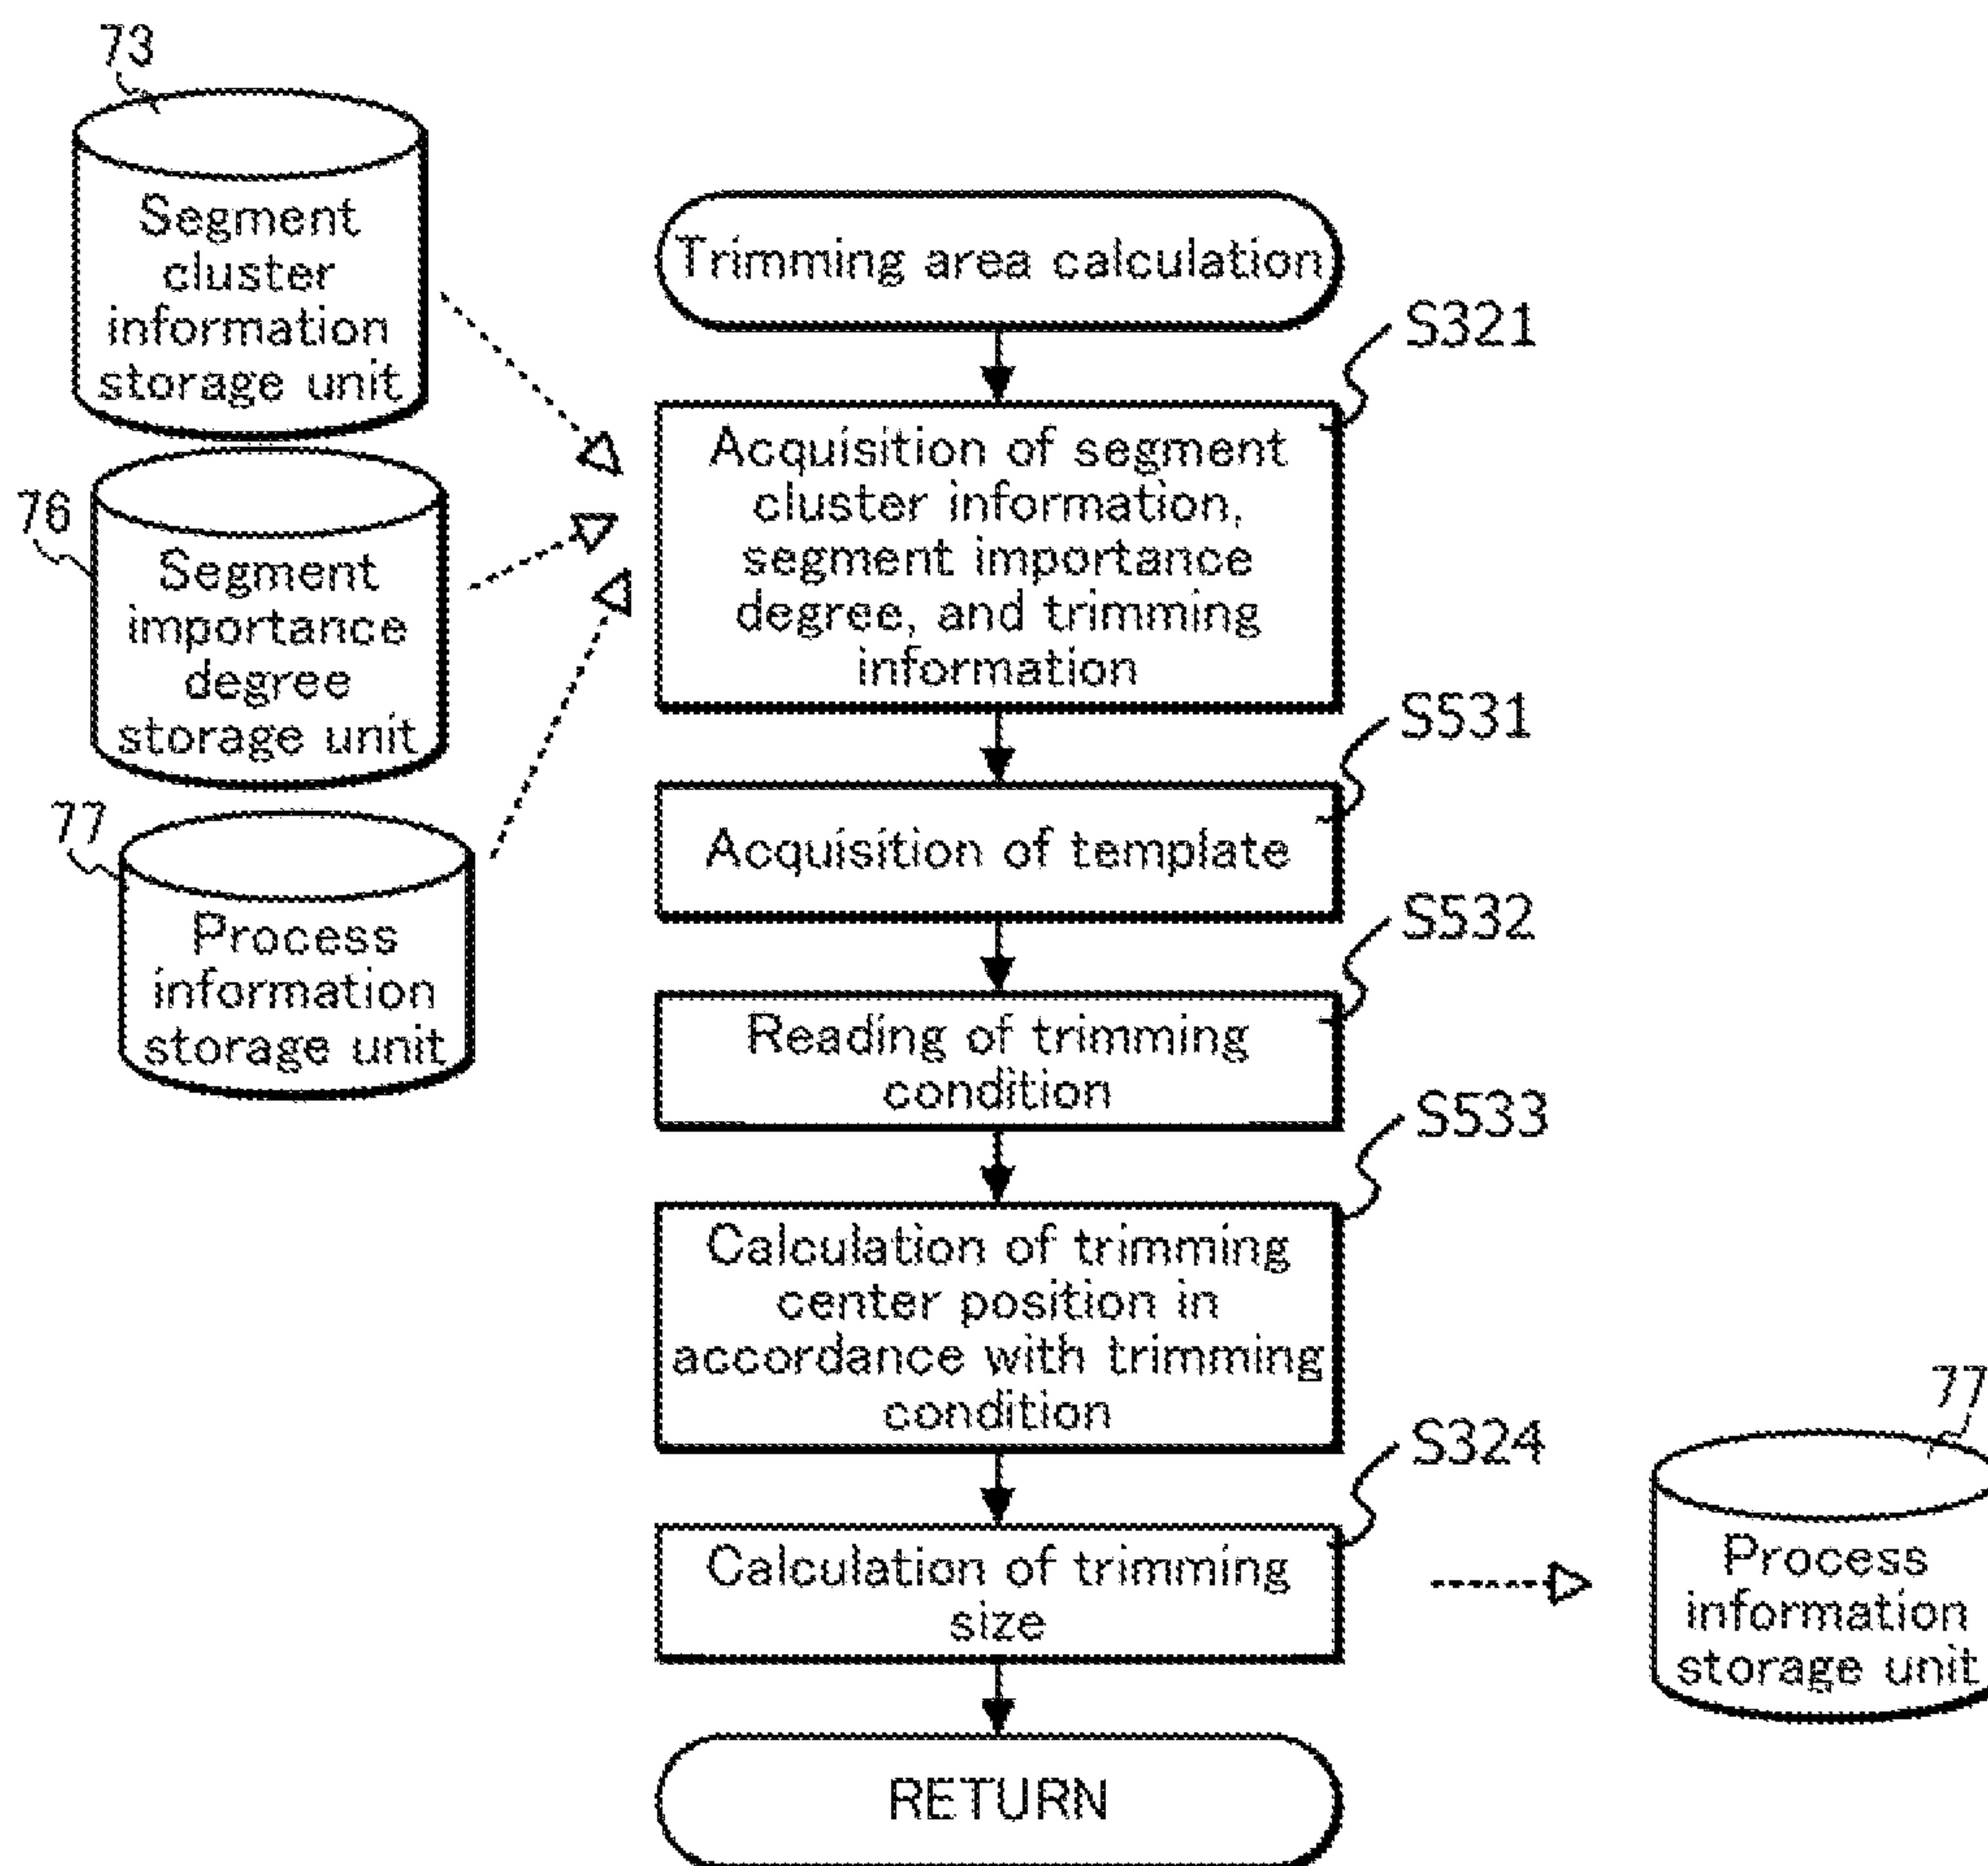 73
Segment
cluster
information
storage unit
76
Segment
importance
degree
storage unit
77
Process
information
storage unit
Trimming area calculation
S321
Acquisition of segment
cluster information,
segment importance
degree, and trimming
information
S531
Acquisition of template
S532
Reading of trimming
condition
S533
Calculation of trimming
center position in
accordance with trimming
condition
S324
Calculation of trimming
size
77
Process
information
storage unit
RETURN